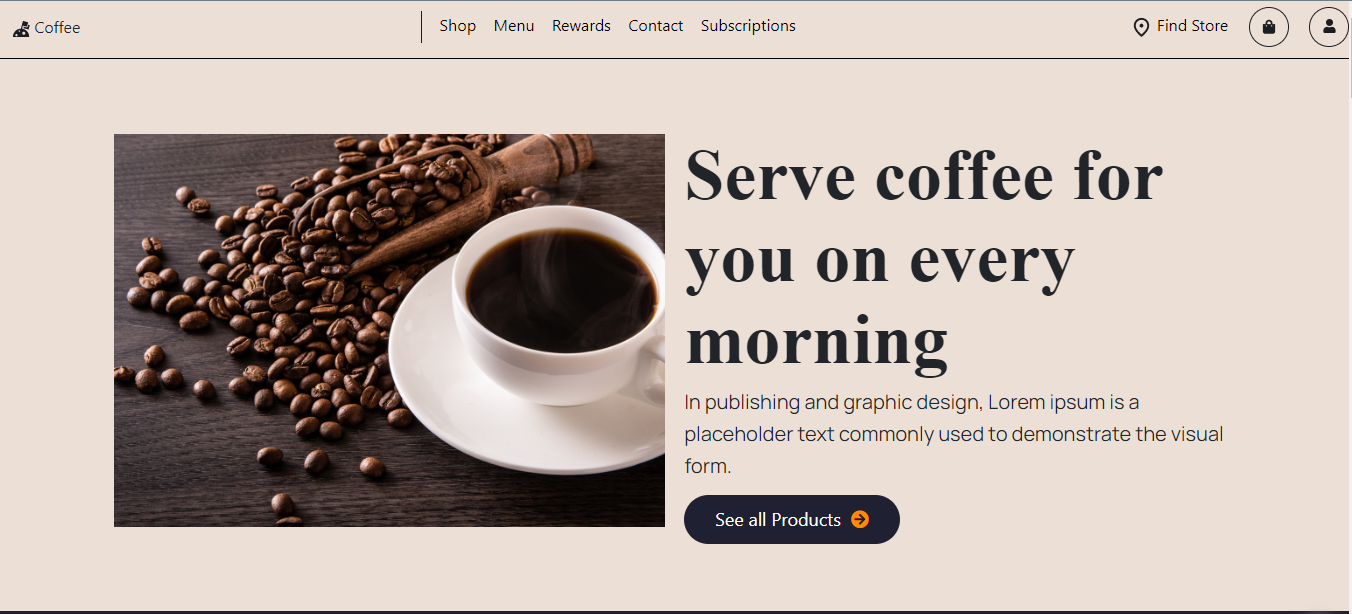 Coffee
Shop Menu Rewards Contact Subscriptions
Find Store
Serve coffee for
you on every
morning
In publishing and graphic design, Lorem ipsum is a
placeholder text commonly used to demonstrate the visual
form.
See all Products